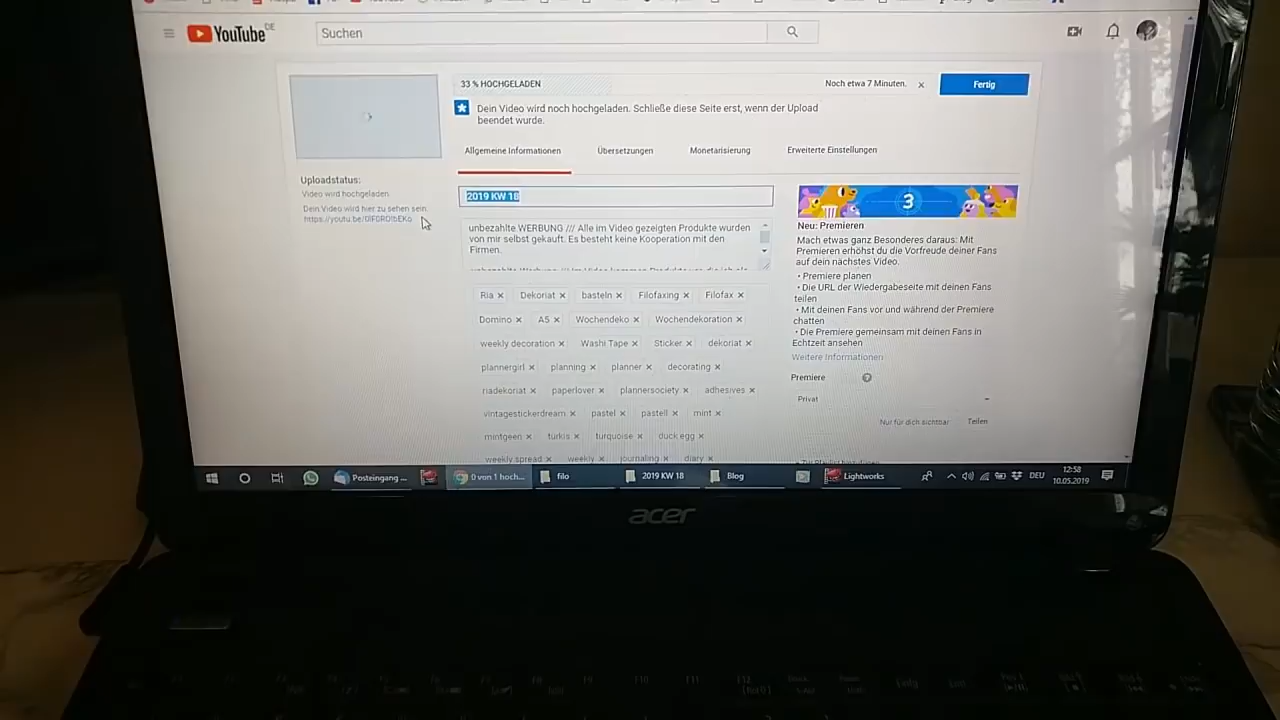 YouTube DE
Suchen
33 % HOCHGELADEN
Noch etwa 7 Minuten.
Fertig
Dein Video wird noch hochgeladen. Schließe diese Seite erst, wenn der Upload
beendet wurde.
Allgemeine Informationen
Übersetzungen
Monetarisierung
Erweiterte Einstellungen
Uploadstatus:
Video wird hochgeladen.
Dein Video wird hier zu sehen sein:
2019 KW 18
unbezahlte WERBUNG /// Alle im Video gezeigten Produkte wurden
von mir selbst gekauft. Es besteht keine Kooperation mit den
Firmen.
3
Neu: Premieren
Mach etwas ganz Besonderes daraus: Mit
Premieren erhöhst du die Vorfreude deiner Fans
auf dein nächstes Video.
• Premiere planen
• Die URL der Wiedergabeseite mit deinen Fans
teilen
• Mit deinen Fans vor und während der Premiere
chatten
• Die Premiere gemeinsam mit deinen Fans in
Echtzeit ansehen
Weitere Informationen
Premiere
Privat
Nur für dich sichtbar
Teilen
Ria Dekoriat basteln Filofaxing Filofax
Domino A5 Wochendeko Wochendekoration
weekly decoration Washi Tape Sticker dekoriat
plannergirl planning planner decorating
riadekoriat paperlover plannersociety adhesives
vintagestickerdream pastel pastell mint
mintgeen türkis turquoise duck egg
weekly spread weekly journaling diary
Posteingang ...
0 von 1 hoch...
filo
2019 KW 18
Blog
Lightworks
DEU
12:58
10.05.2019
acer
F9
F10
F11
F12